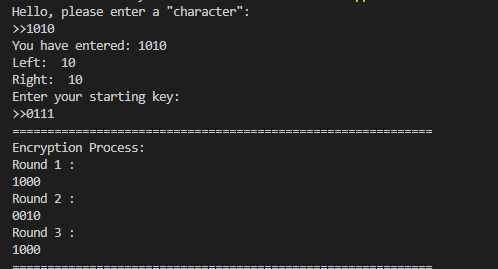 Hello, please enter a "character":
>>1010
You have entered: 1010
Left:  10
Right:  10
Enter your starting key:
>>0111
============================================================
Encryption Process:
Round 1 :
1000
Round 2 :
0010
Round 3 :
1000
============================================================